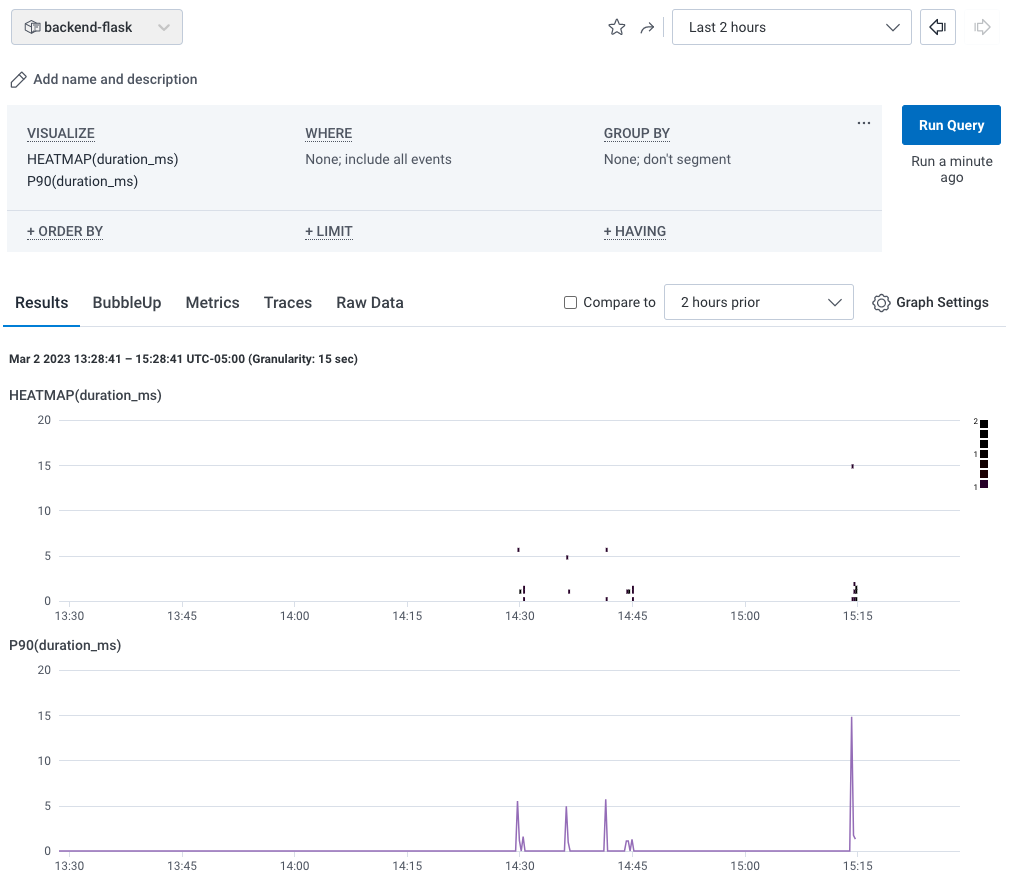 backend-flask
Last 2 hours
Add name and description
VISUALIZE WHERE GROUP BY
HEATMAP(duration_ms) None; include all events None; don't segment
P90(duration_ms)
+ ORDER BY + LIMIT + HAVING
Run Query
Run a minute
ago
Results BubbleUp Metrics Traces Raw Data Compare to 2 hours prior Graph Settings
Mar 2 2023 13:28:41 – 15:28:41 UTC-05:00 (Granularity: 15 sec)
HEATMAP(duration_ms)
20
15
10
5
0
2
1
1
13:30 13:45 14:00 14:15 14:30 14:45 15:00 15:15
P90(duration_ms)
20
15
10
5
0
13:30 13:45 14:00 14:15 14:30 14:45 15:00 15:15